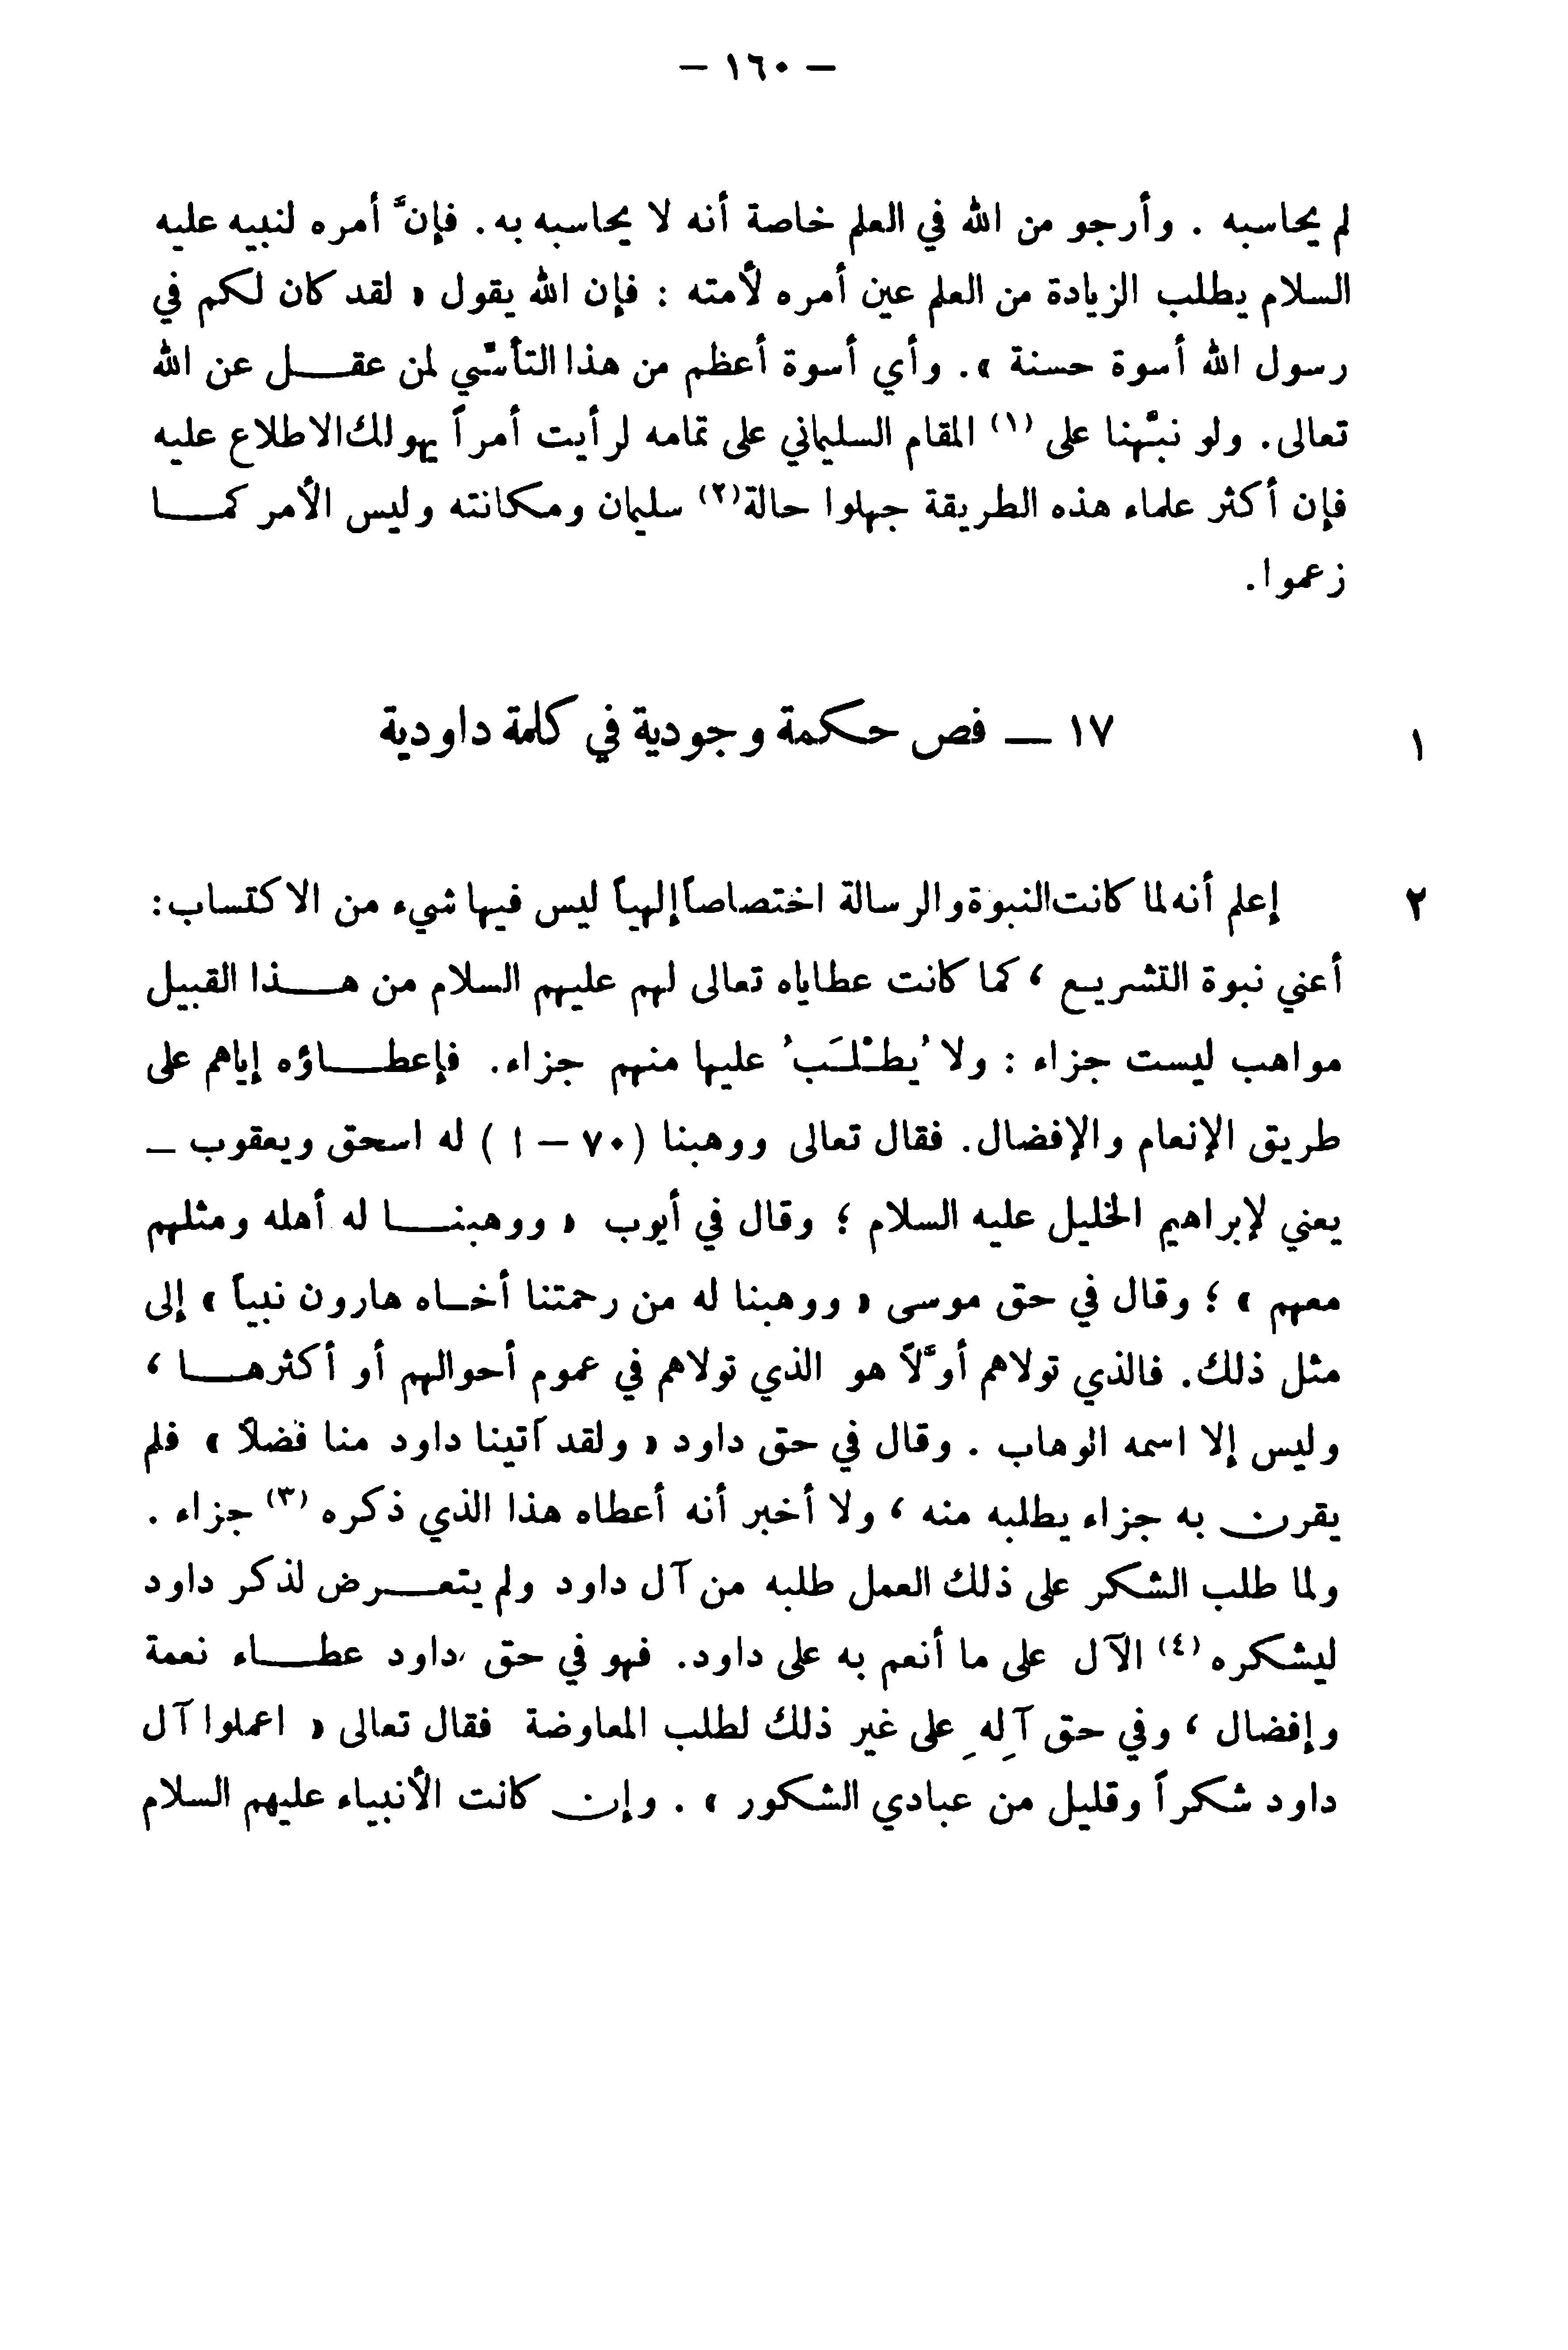 — ١٦٠ —
لم يحاسبه . وأرجو من الله في العلم خاصة أنه لا يحاسبه به. فإنَّ أمره لنبيه عليه
السلام بطلب الزيادة من العلم عين أمره لأمته : فإن الله يقول « لقد كان لكم في
رسول الله أسوة حسنة ». وأي أسوة أعظم من هذا التأسِّي لمن عقل عن الله
تعالى. ولو نبَّهنا على (١) المقام السليماني على تمامه لرأيت أمراً يهولك الاطلاع عليه
فإن أكثر علماء هذه الطريقة جهلوا حالة(٢) سليمان ومكانته وليس الأمر كما
زعموا.
١ ١٧ — فص حكمة وجودية في كلمة داودية
٢ إعلم أنه لما كانت النبوة والرسالة اختصاصاً إلهياً ليس فيها شيء من الاكتساب:
أعني نبوة التشريع ، كما كانت عطاياه تعالى لهم عليهم السلام من هذا القبيل
مواهب ليست جزاء : ولا يُطْلَبُ عليها منهم جزاء. فإعطاؤه إياهم على
طريق الإنعام والإفضال. فقال تعالى ووهبنا (٧٠ – ا ) له اسحق ويعقوب –
يعني لإبراهيم الخليل عليه السلام ؛ وقال في أيوب « ووهبنا له أهله ومثلهم
معهم » ؛ وقال في حق موسى « ووهبنا له من رحمتنا أخاه هارون نبياً » إلى
مثل ذلك. فالذي تولاهم أوَّلاً هو الذي تولاهم في عموم أحوالهم أو أكثرها ،
وليس إلا اسمه الوهاب . وقال في حق داود « ولقد آتينا داود منا فضلاً » فلم
يقرن به جزاء يطلبه منه ، ولا أخبر أنه أعطاه هذا الذي ذكره (٣) جزاء .
ولما طلب الشكر على ذلك العمل طلبه من آل داود ولم يتعرض لذكر داود
ليشكره (٤) الآل على ما أنعم به على داود. فهو في حق داود عطاء نعمة
وإفضال ، وفي حق آلِهِ على غير ذلك لطلب المعاوضة فقال تعالى « اعملوا آل
داود شكراً وقليل من عبادي الشكور » . وإن كانت الأنبياء عليهم السلام